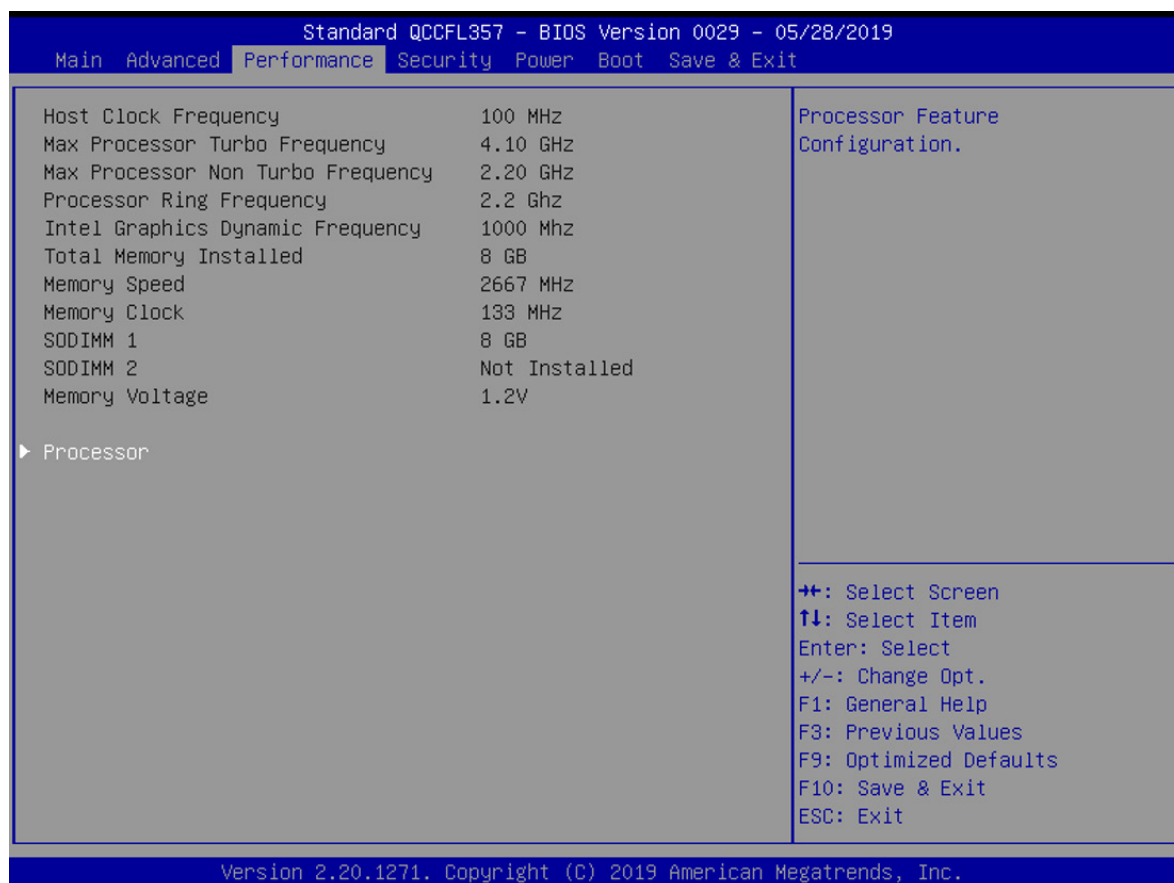 Standard QCCFL357 - BIOS Version 0029 - 05/28/2019
Main Advanced Performance Security Power Boot Save & Exit
Host Clock Frequency 100 MHz
Max Processor Turbo Frequency 4.10 GHz
Max Processor Non Turbo Frequency 2.20 GHz
Processor Ring Frequency 2.2 Ghz
Intel Graphics Dynamic Frequency 1000 Mhz
Total Memory Installed 8 GB
Memory Speed 2667 MHz
Memory Clock 133 MHz
SODIMM 1 8 GB
SODIMM 2 Not Installed
Memory Voltage 1.2V
► Processor
Processor Feature
Configuration.
→←: Select Screen
↑↓: Select Item
Enter: Select
+/-: Change Opt.
F1: General Help
F3: Previous Values
F9: Optimized Defaults
F10: Save & Exit
ESC: Exit
Version 2.20.1271. Copyright (C) 2019 American Megatrends, Inc.